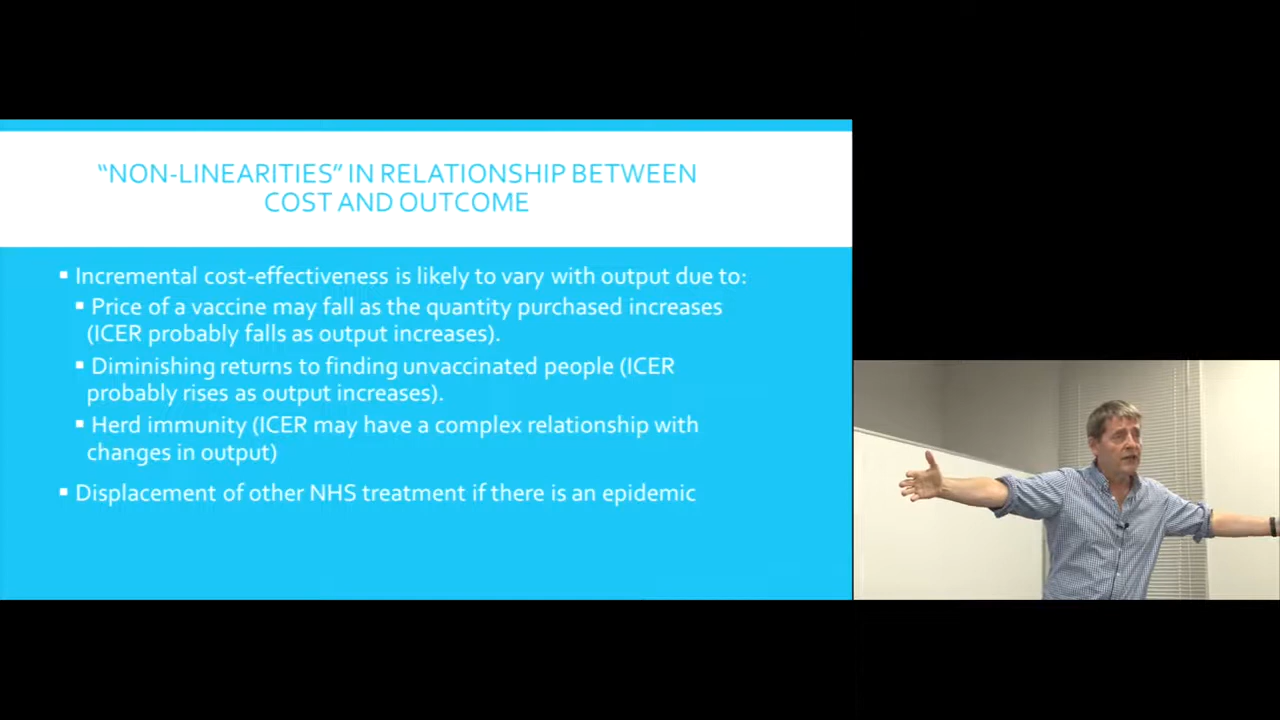 “NON-LINEARITIES” IN RELATIONSHIP BETWEEN
COST AND OUTCOME
▪ Incremental cost-effectiveness is likely to vary with output due to:
▪ Price of a vaccine may fall as the quantity purchased increases
(ICER probably falls as output increases).
▪ Diminishing returns to finding unvaccinated people (ICER
probably rises as output increases).
▪ Herd immunity (ICER may have a complex relationship with
changes in output)
▪ Displacement of other NHS treatment if there is an epidemic